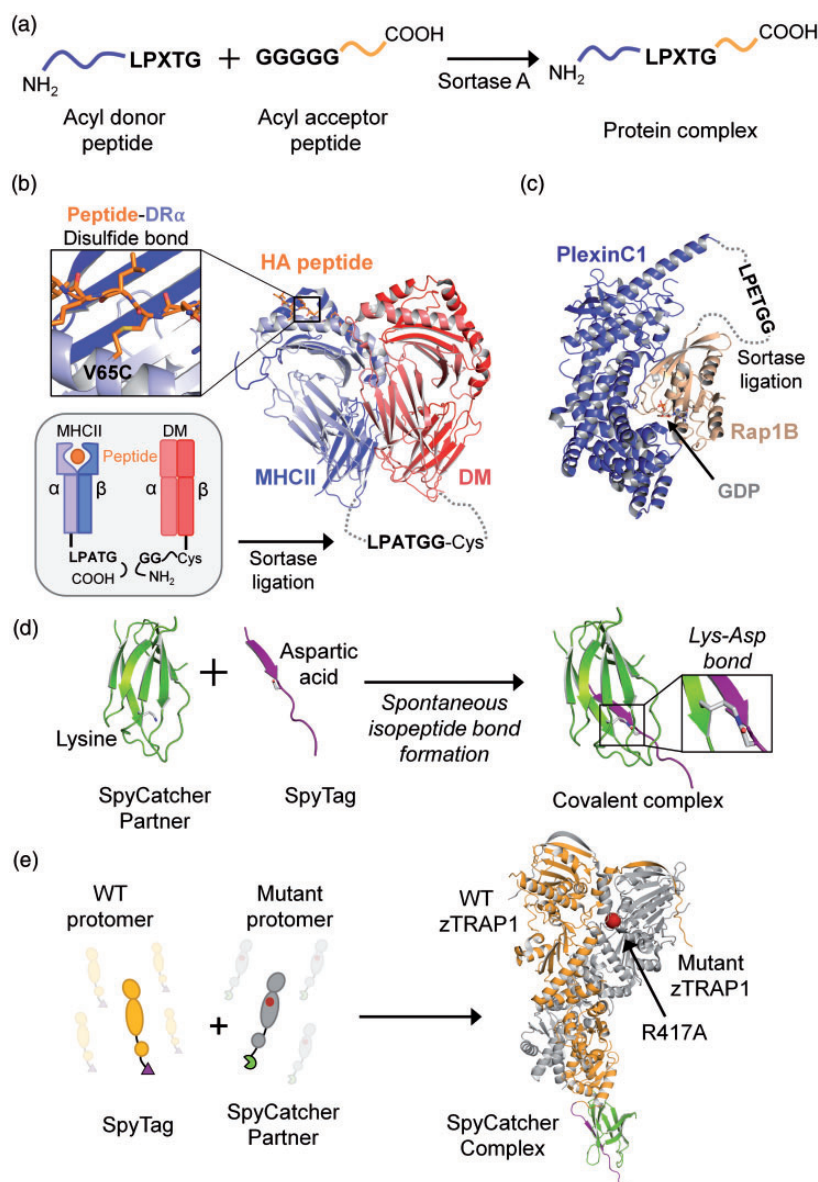 (a)
LPXTG + GGGGG COOH LPXTG COOH
NH2 Sortase A NH2
Acyl donor
peptide
Acyl acceptor
peptide
Protein complex
(b)
Peptide-DRα
Disulfide bond
HA peptide
V65C
MHCII
DM
Peptide
α β α β
LPATG GG Cys
COOH NH2
Sortase
ligation
MHCII DM
LPATGG-Cys
(c)
PlexinC1
LPETGG
Sortase
ligation
Rap1B
GDP
(d)
+
Lysine
SpyCatcher
Partner
Aspartic
acid
SpyTag
Spontaneous
isopeptide bond
formation
Lys-Asp
bond
Covalent complex
(e)
WT
protomer
Mutant
protomer
+
SpyTag
SpyCatcher
Partner
WT
zTRAP1
Mutant
zTRAP1
R417A
SpyCatcher
Complex